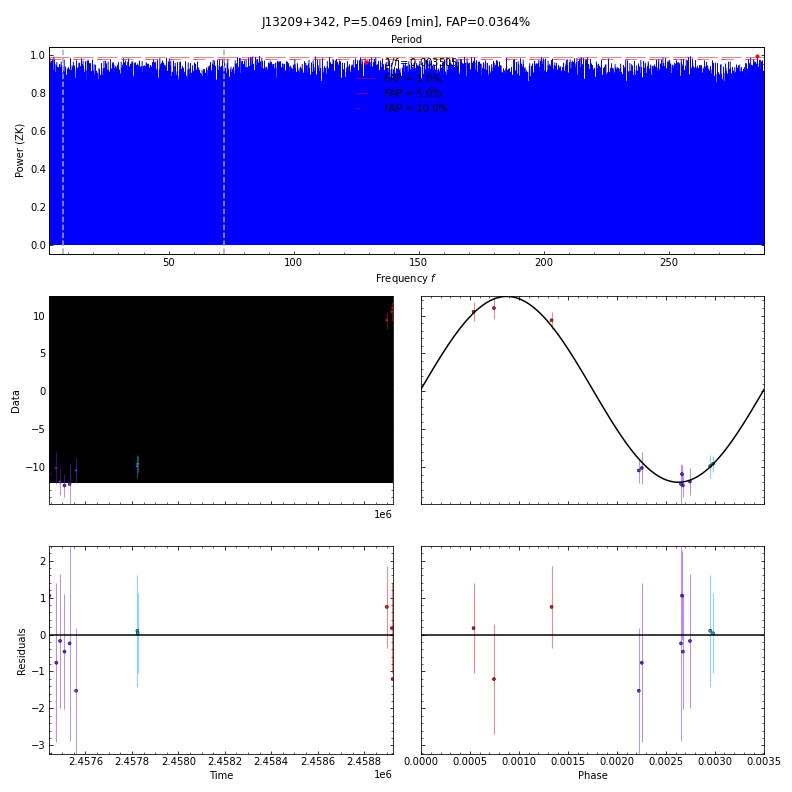 J13209+342, P=5.0469 [min], FAP=0.0364%
Period
1/f = 0.003505
FAP = 1.0%
FAP = 5.0%
FAP = 10.0%
Power (ZK)
1.0
0.8
0.6
0.4
0.2
0.0
50 100 150 200 250
Frequency f
Data
10
5
0
−5
−10
1e6
Residuals
2
1
0
−1
−2
−3
2.4576 2.4578 2.4580 2.4582 2.4584 2.4586 2.4588
Time
1e6
0.0000 0.0005 0.0010 0.0015 0.0020 0.0025 0.0030 0.0035
Phase